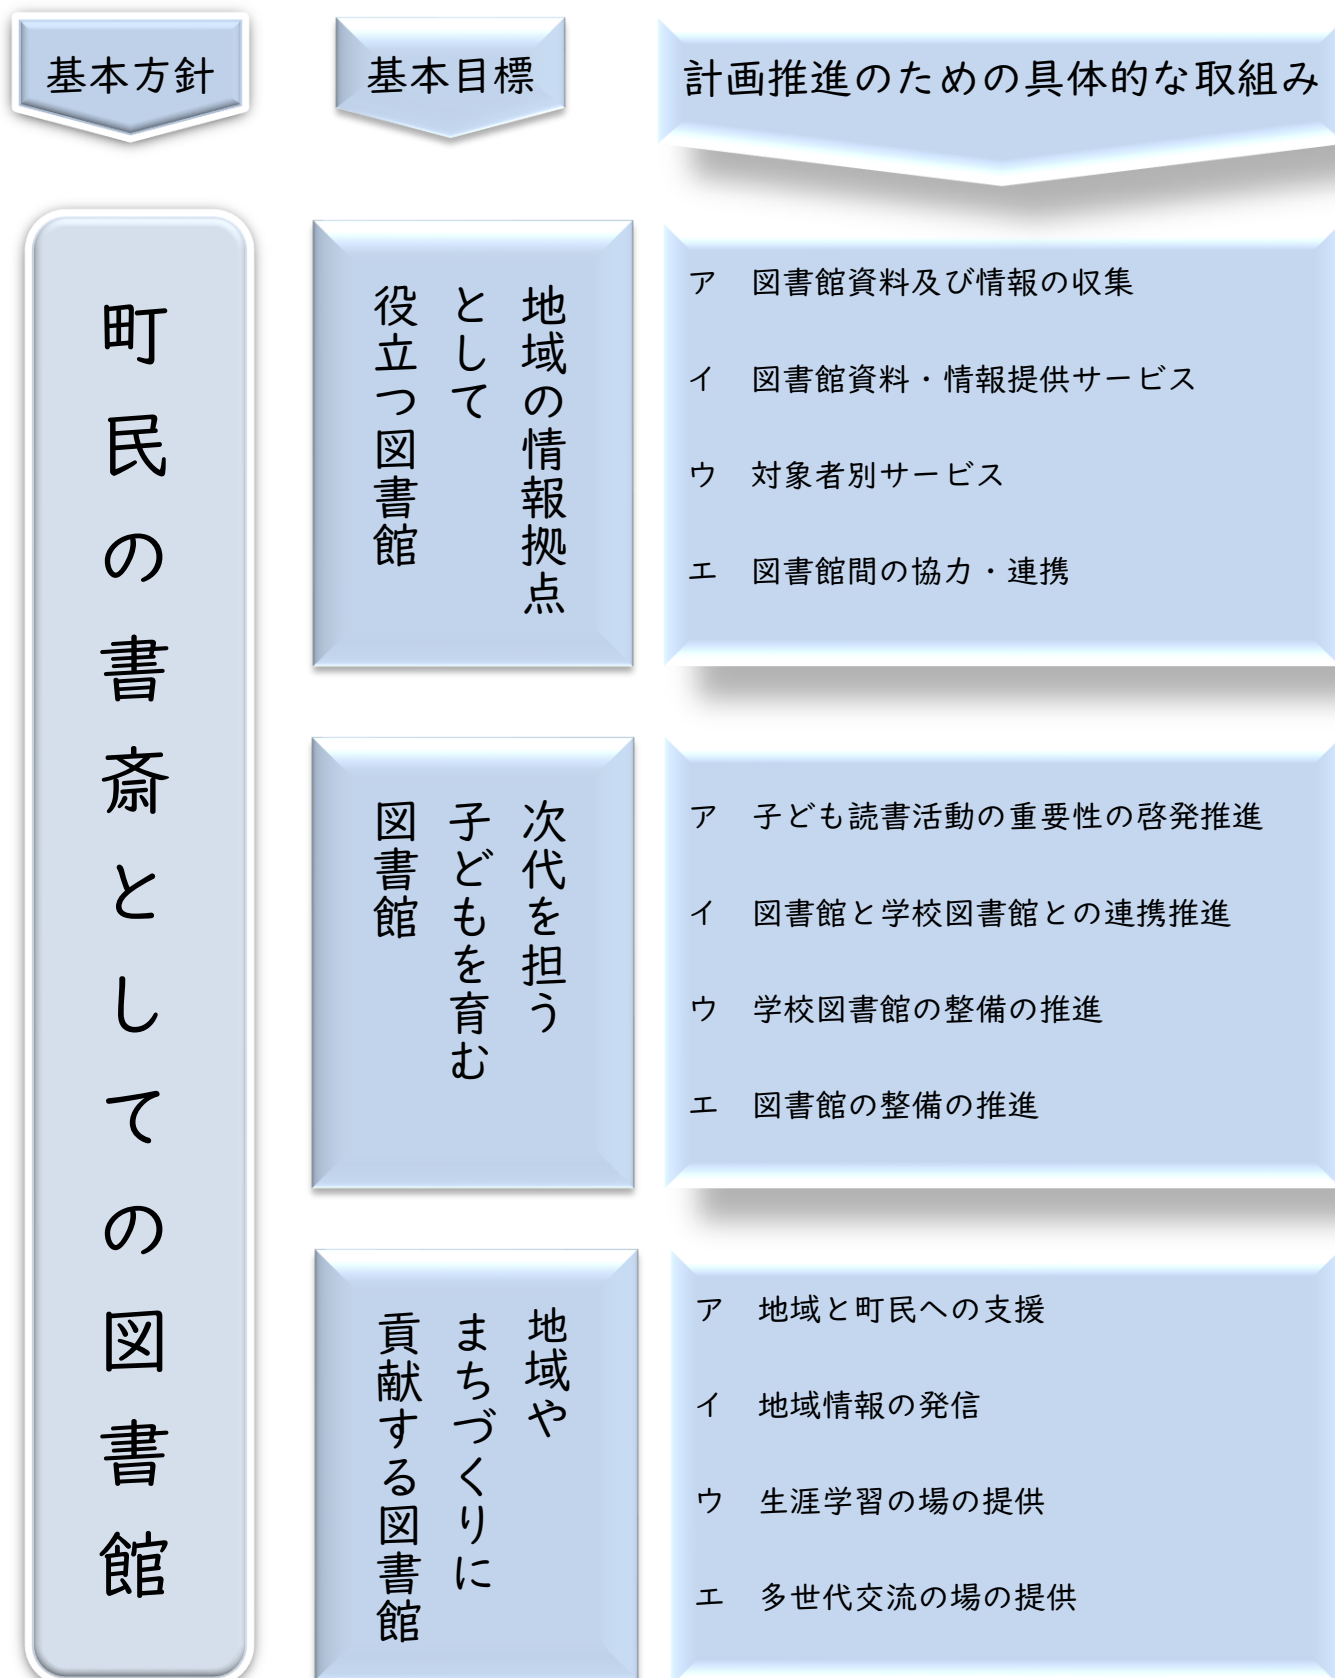 基本方針
基本目標
計画推進のための具体的な取組み
町民の書斎としての図書館
地域の情報拠点
として
役立つ図書館
ア 図書館資料及び情報の収集
イ 図書館資料・情報提供サービス
ウ 対象者別サービス
エ 図書館間の協力・連携
次代を担う
子どもを育む
図書館
ア 子ども読書活動の重要性の啓発推進
イ 図書館と学校図書館との連携推進
ウ 学校図書館の整備の推進
エ 図書館の整備の推進
地域や
まちづくりに
貢献する図書館
ア 地域と町民への支援
イ 地域情報の発信
ウ 生涯学習の場の提供
エ 多世代交流の場の提供